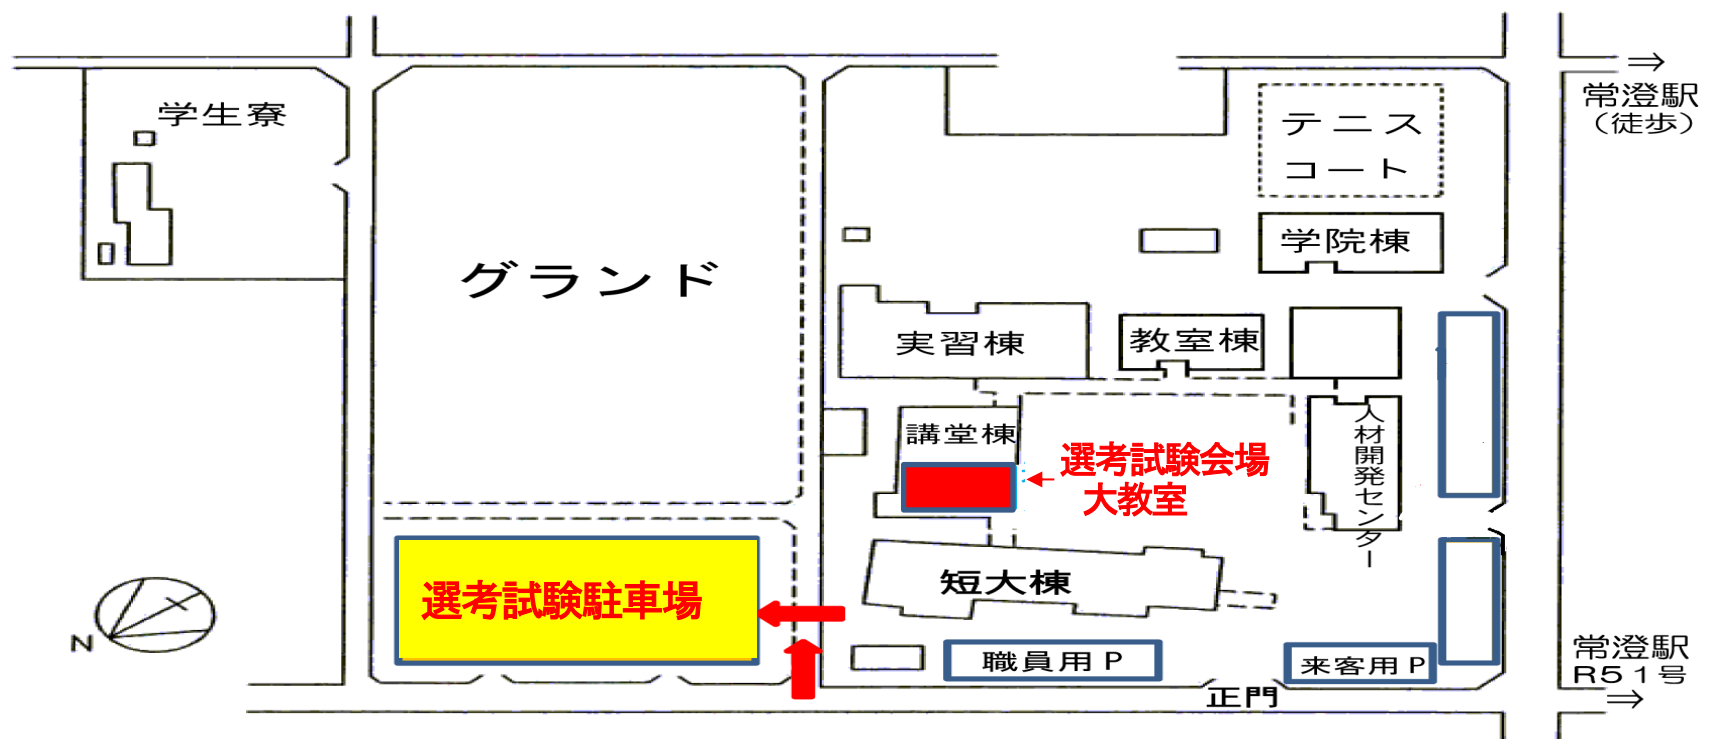 学生寮
グランド
テニス
コート
常澄駅
（徒歩）
学院棟
実習棟
教室棟
講堂棟
選考試験会場
大教室
人材開発センター
選考試験駐車場
短大棟
職員用P
来客用P
正門
常澄駅
R51号
N